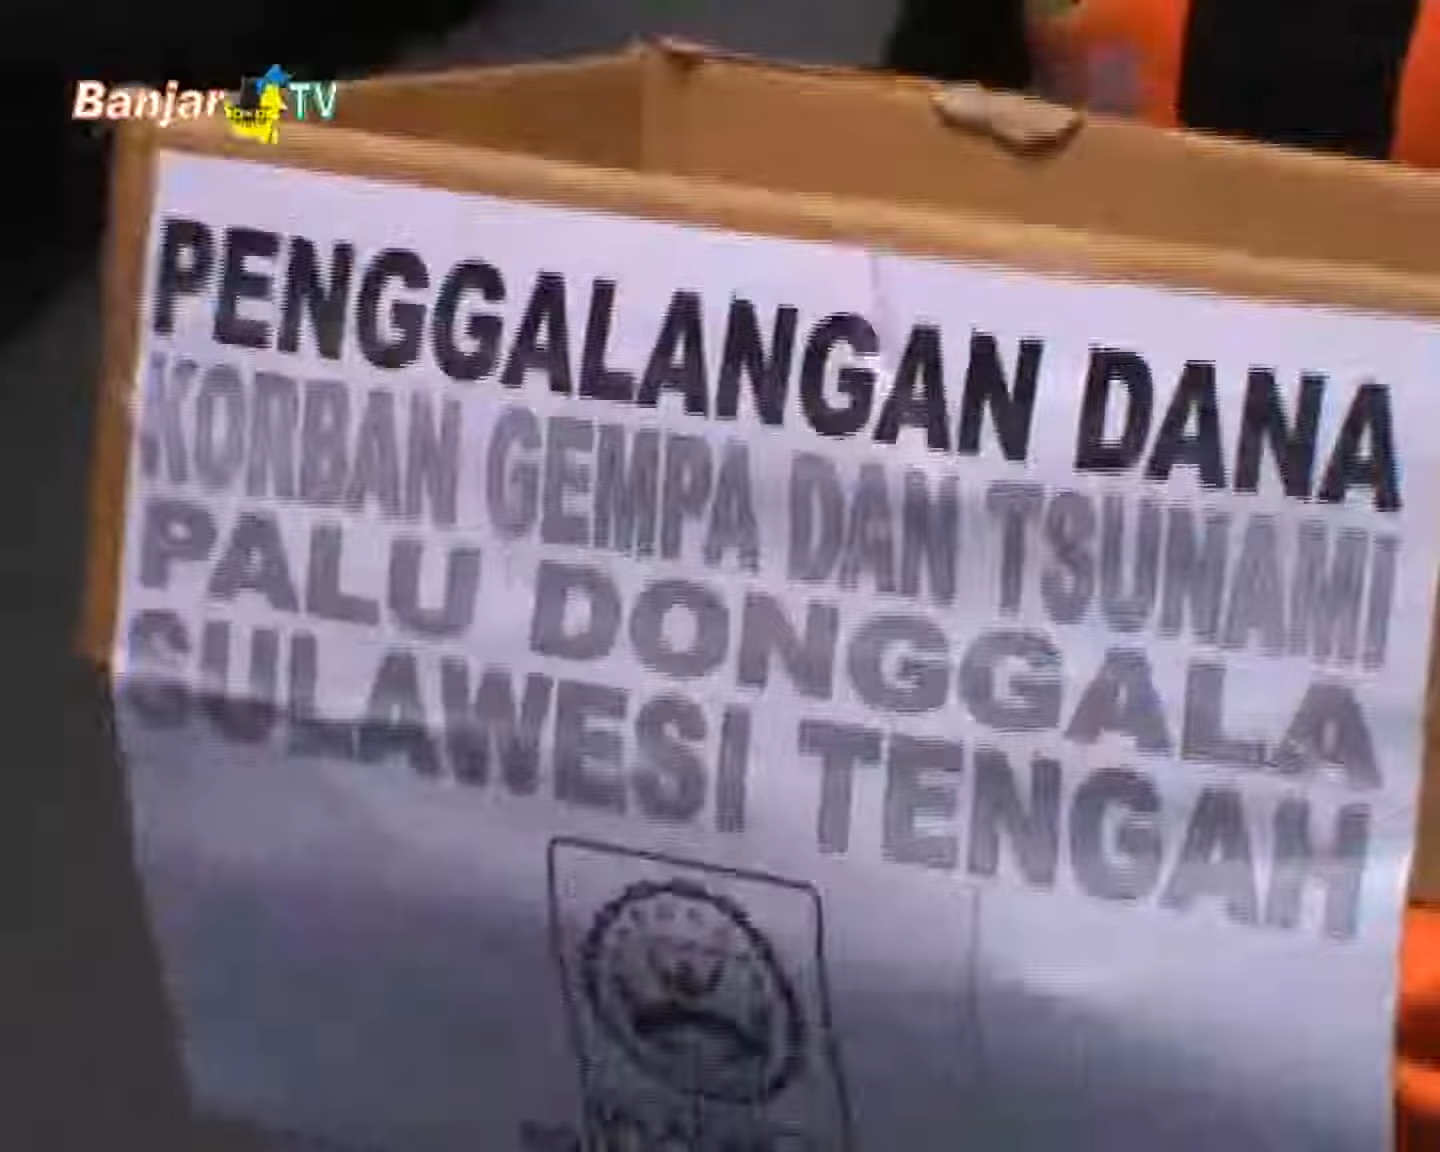 Banjar TV
PENGGALANGAN DANA
KORBAN GEMPA DAN TSUNAMI
PALU DONGGALA
SULAWESI TENGAH